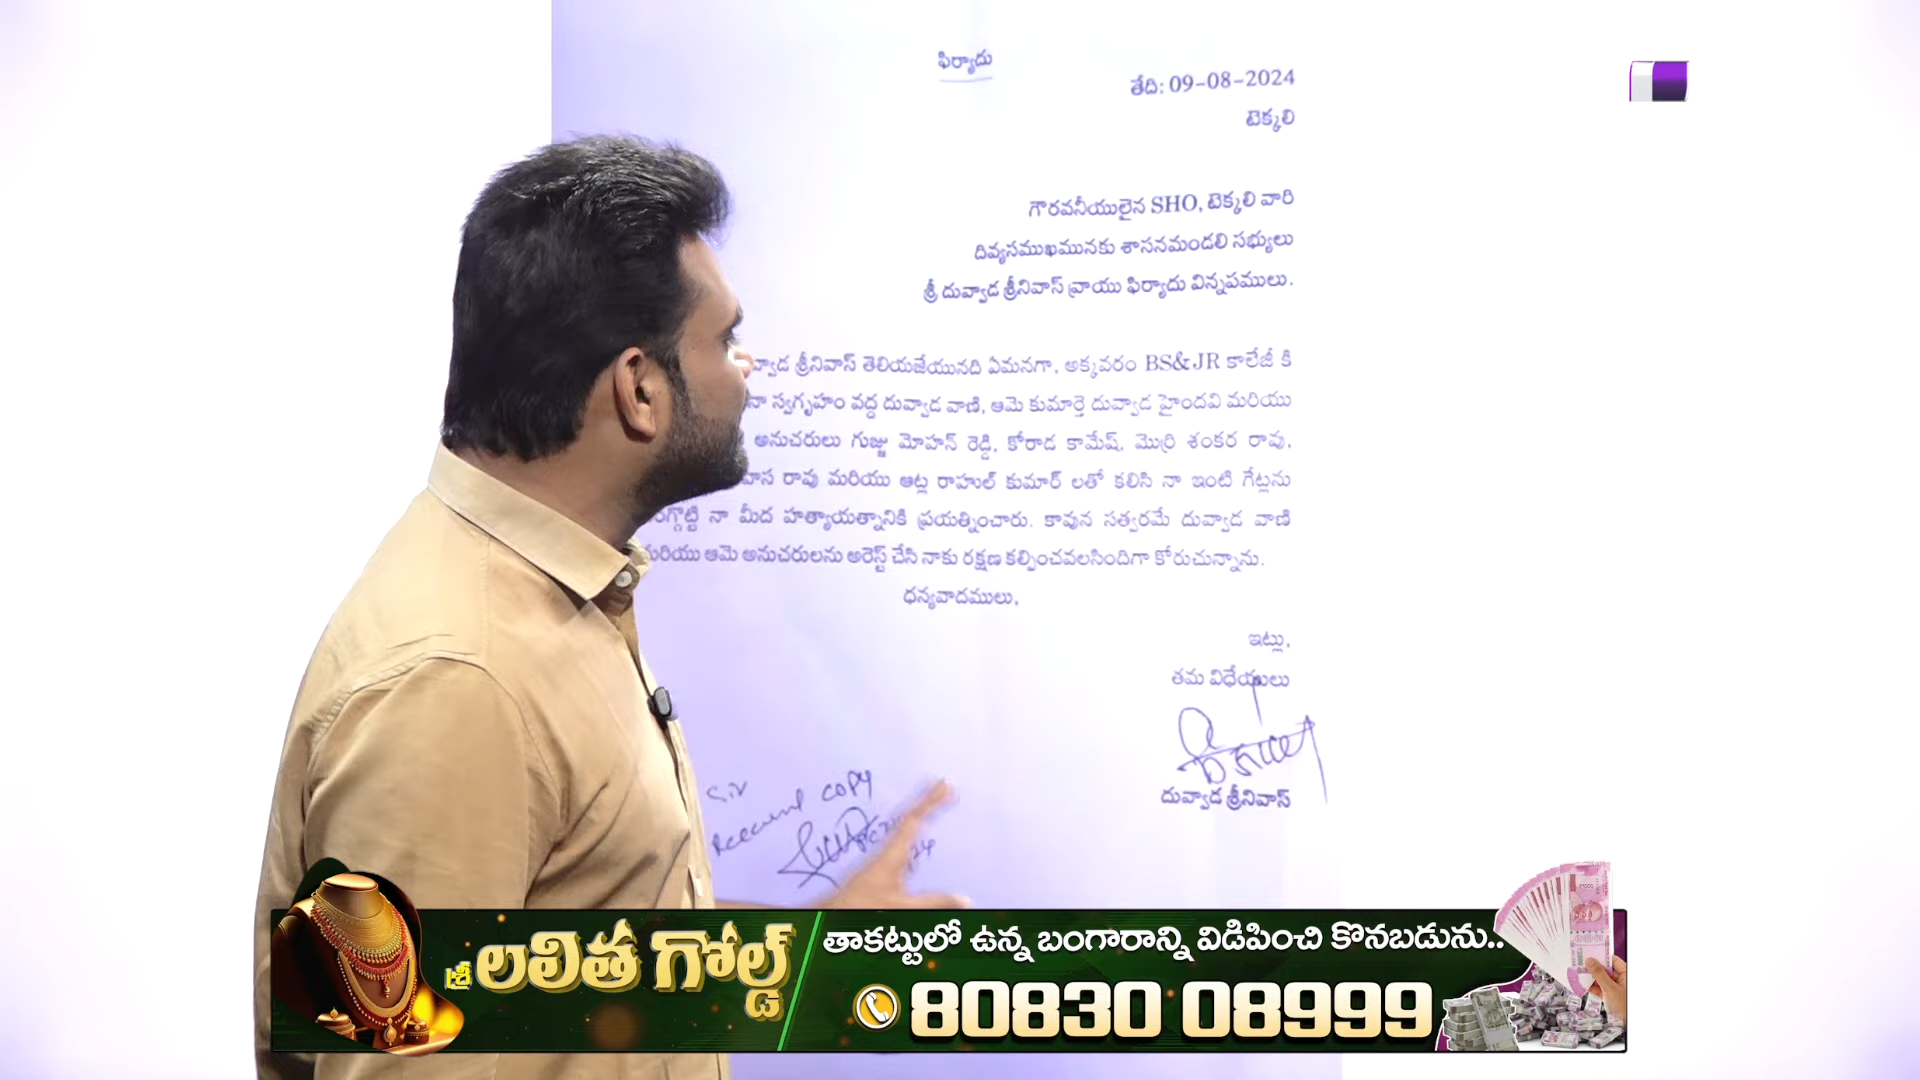 ఫిర్యాదు
తేది: 09-08-2024
టెక్కలి
గౌరవనీయులైన SHO, టెక్కలి వారి
దివ్యసముఖమునకు శాసనమండలి సభ్యులు
శ్రీ దువ్వాడ శ్రీనివాస్ వ్రాయు ఫిర్యాదు విన్నపములు.
శ్రీనివాస్ తెలియజేయునది ఏమనగా, అక్కవరం BS&JR కాలేజీ కి
నా స్వగృహం వద్ద దువ్వాడ వాణి, ఆమె కుమార్తె దువ్వాడ హైందవి మరియు
అనుచరులు గుజ్జు మోహన్ రెడ్డి, కోరాడ కామేష్, మొర్రి శంకర రావు,
రావు మరియు ఆట్ల రాహుల్ కుమార్ లతో కలిసి నా ఇంటి గేట్లను
నా మీద హత్యాయత్నానికి ప్రయత్నించారు. కావున సత్వరమే దువ్వాడ వాణి
మరియు ఆమె అనుచరులను అరెస్ట్ చేసి నాకు రక్షణ కల్పించవలసిందిగా కోరుచున్నాను.
ధన్యవాదములు,
ఇట్లు,
తమ విధేయులు
దువ్వాడ శ్రీనివాస్
Sir
copy
శ్రీ లలిత గోల్డ్
తాకట్టులో ఉన్న బంగారాన్ని విడిపించి కొనబడును..
80830 08999